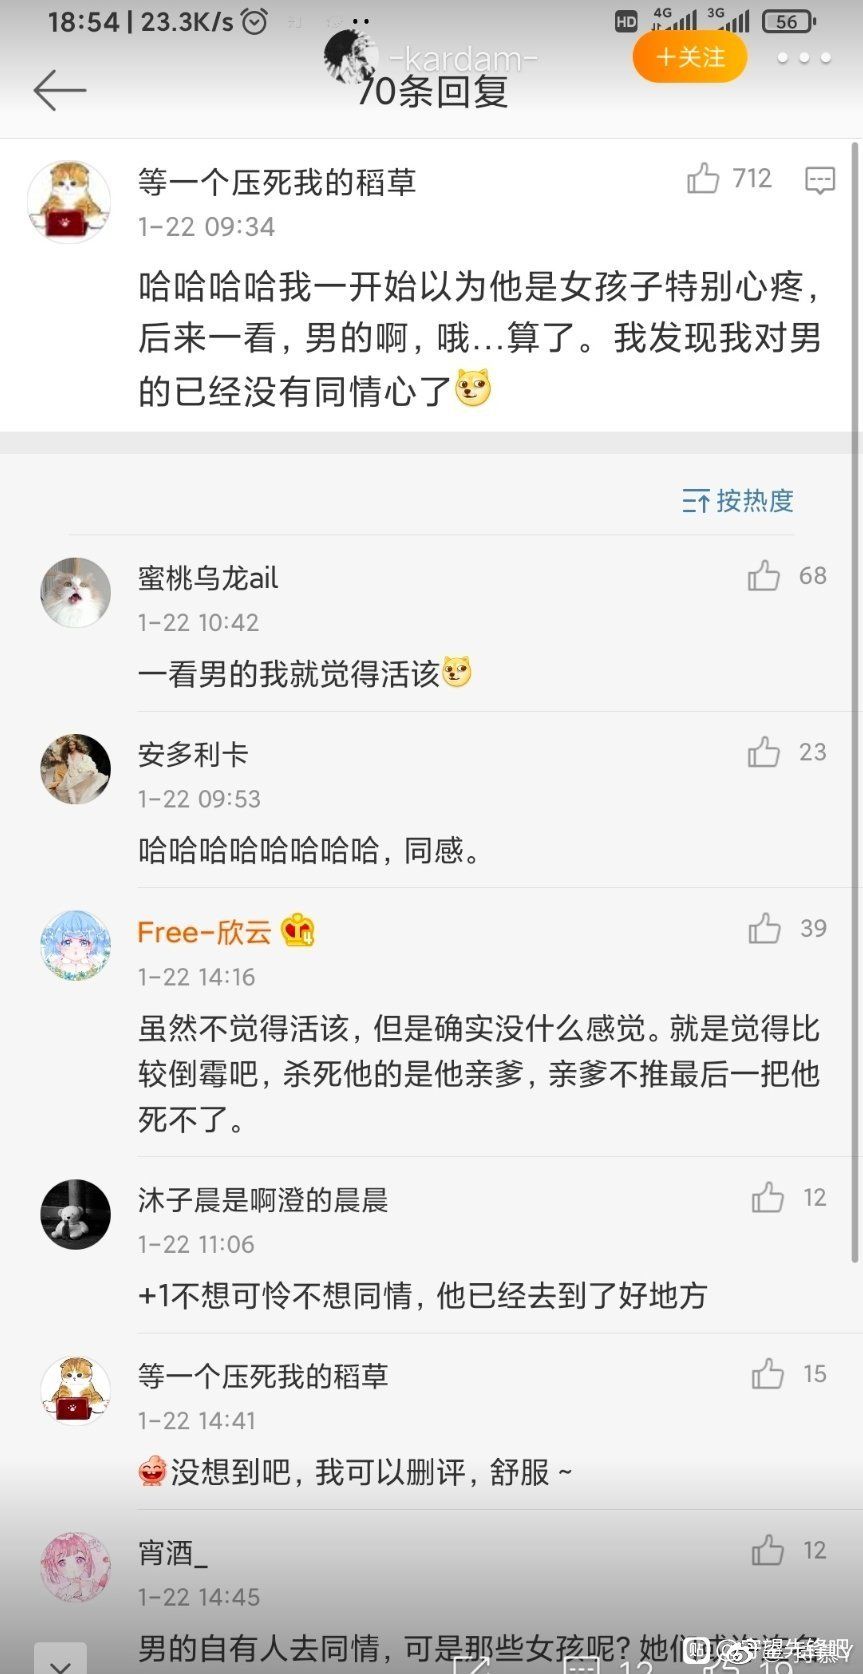 18:54 | 23.3K/s
HD 4G 3G 56
-kardam-
+关注
70条回复
等一个压死我的稻草
712
1-22 09:34
哈哈哈哈我一开始以为他是女孩子特别心疼,
后来一看, 男的啊, 哦...算了。我发现我对男
的已经没有同情心了
按热度
蜜桃乌龙ail
68
1-22 10:42
一看男的我就觉得活该
安多利卡
23
1-22 09:53
哈哈哈哈哈哈哈哈, 同感。
Free-欣云
39
1-22 14:16
虽然不觉得活该, 但是确实没什么感觉。就是觉得比
较倒霉吧, 杀死他的是他亲爹, 亲爹不推最后一把他
死不了。
沐子晨是啊澄的晨晨
12
1-22 11:06
+1不想可怜不想同情, 他已经去到了好地方
等一个压死我的稻草
15
1-22 14:41
没想到吧, 我可以删评, 舒服 ~
宵酒_
12
1-22 14:45
男的自有人去同情, 可是那些女孩呢? 她们